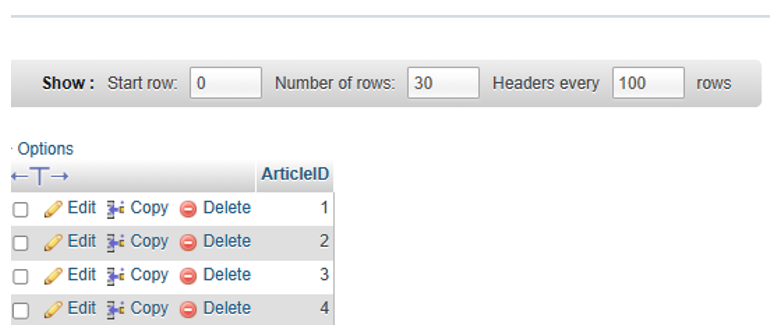 Show : Start row: 0 Number of rows: 30 Headers every 100 rows
Options
ArticleID
Edit Copy Delete 1
Edit Copy Delete 2
Edit Copy Delete 3
Edit Copy Delete 4